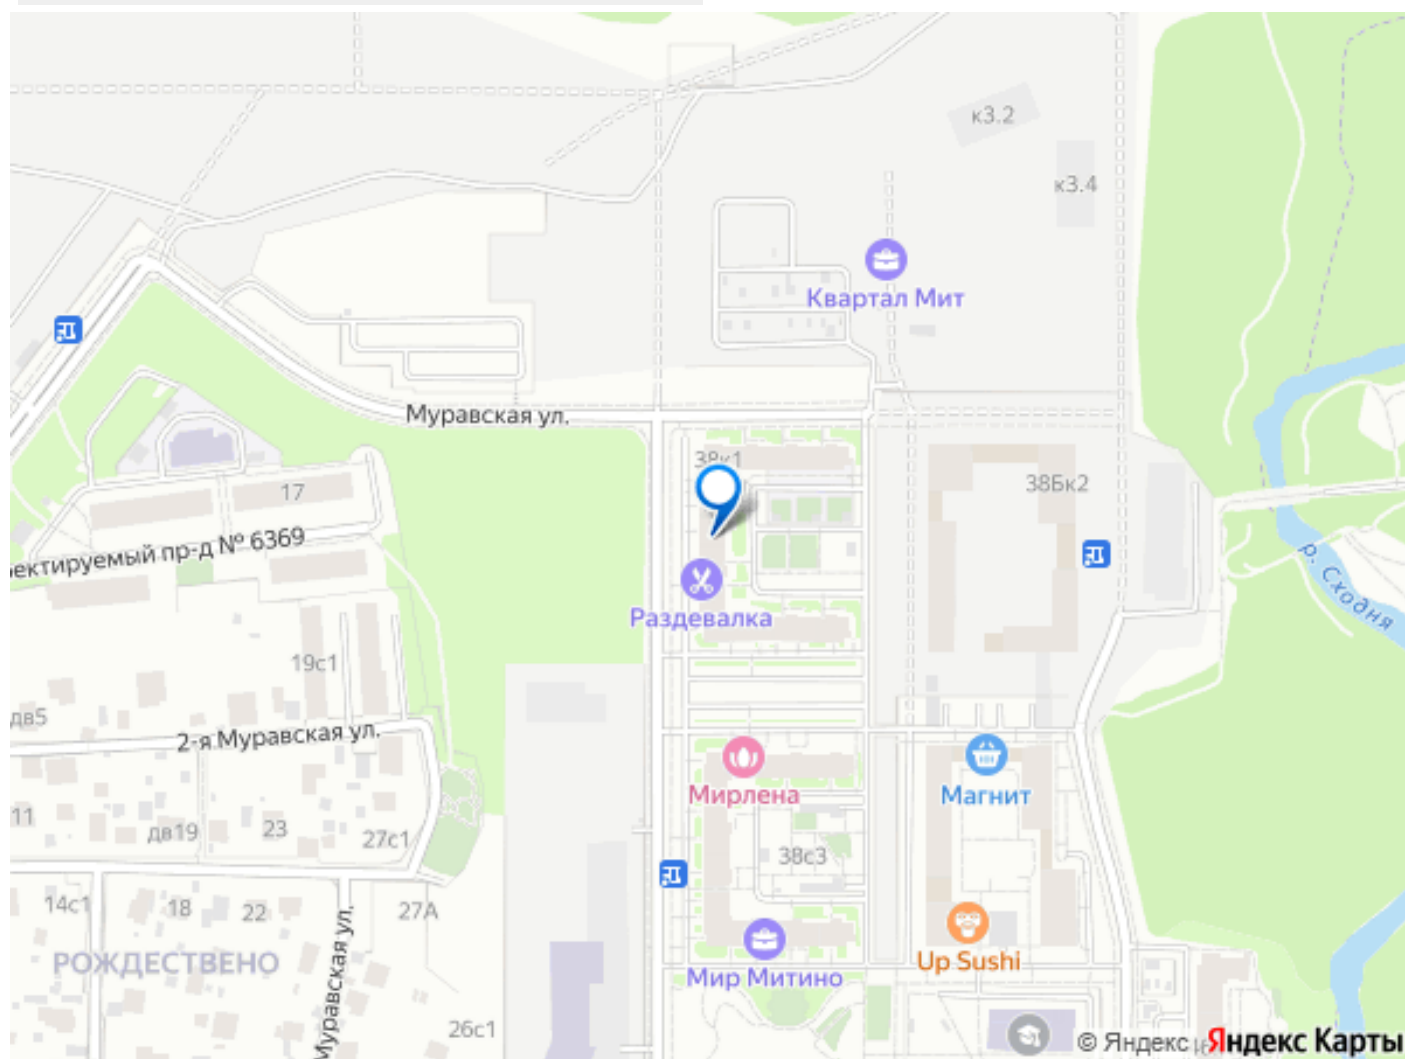 к3.2
к3.4
Квартал Мит
Муравская ул.
38к1
17
38Бк2
ектируемый пр-д № 6369
Раздевалка
р. Сходня
19с1
дв5
2-я Муравская ул.
Мирлена
Магнит
11
дв19
23
27с1
38с3
14с1
18
22
27А
РОЖДЕСТВЕНО
Муравская ул.
Мир Митино
Up Sushi
26с1
© Яндекс Яндекс Карты